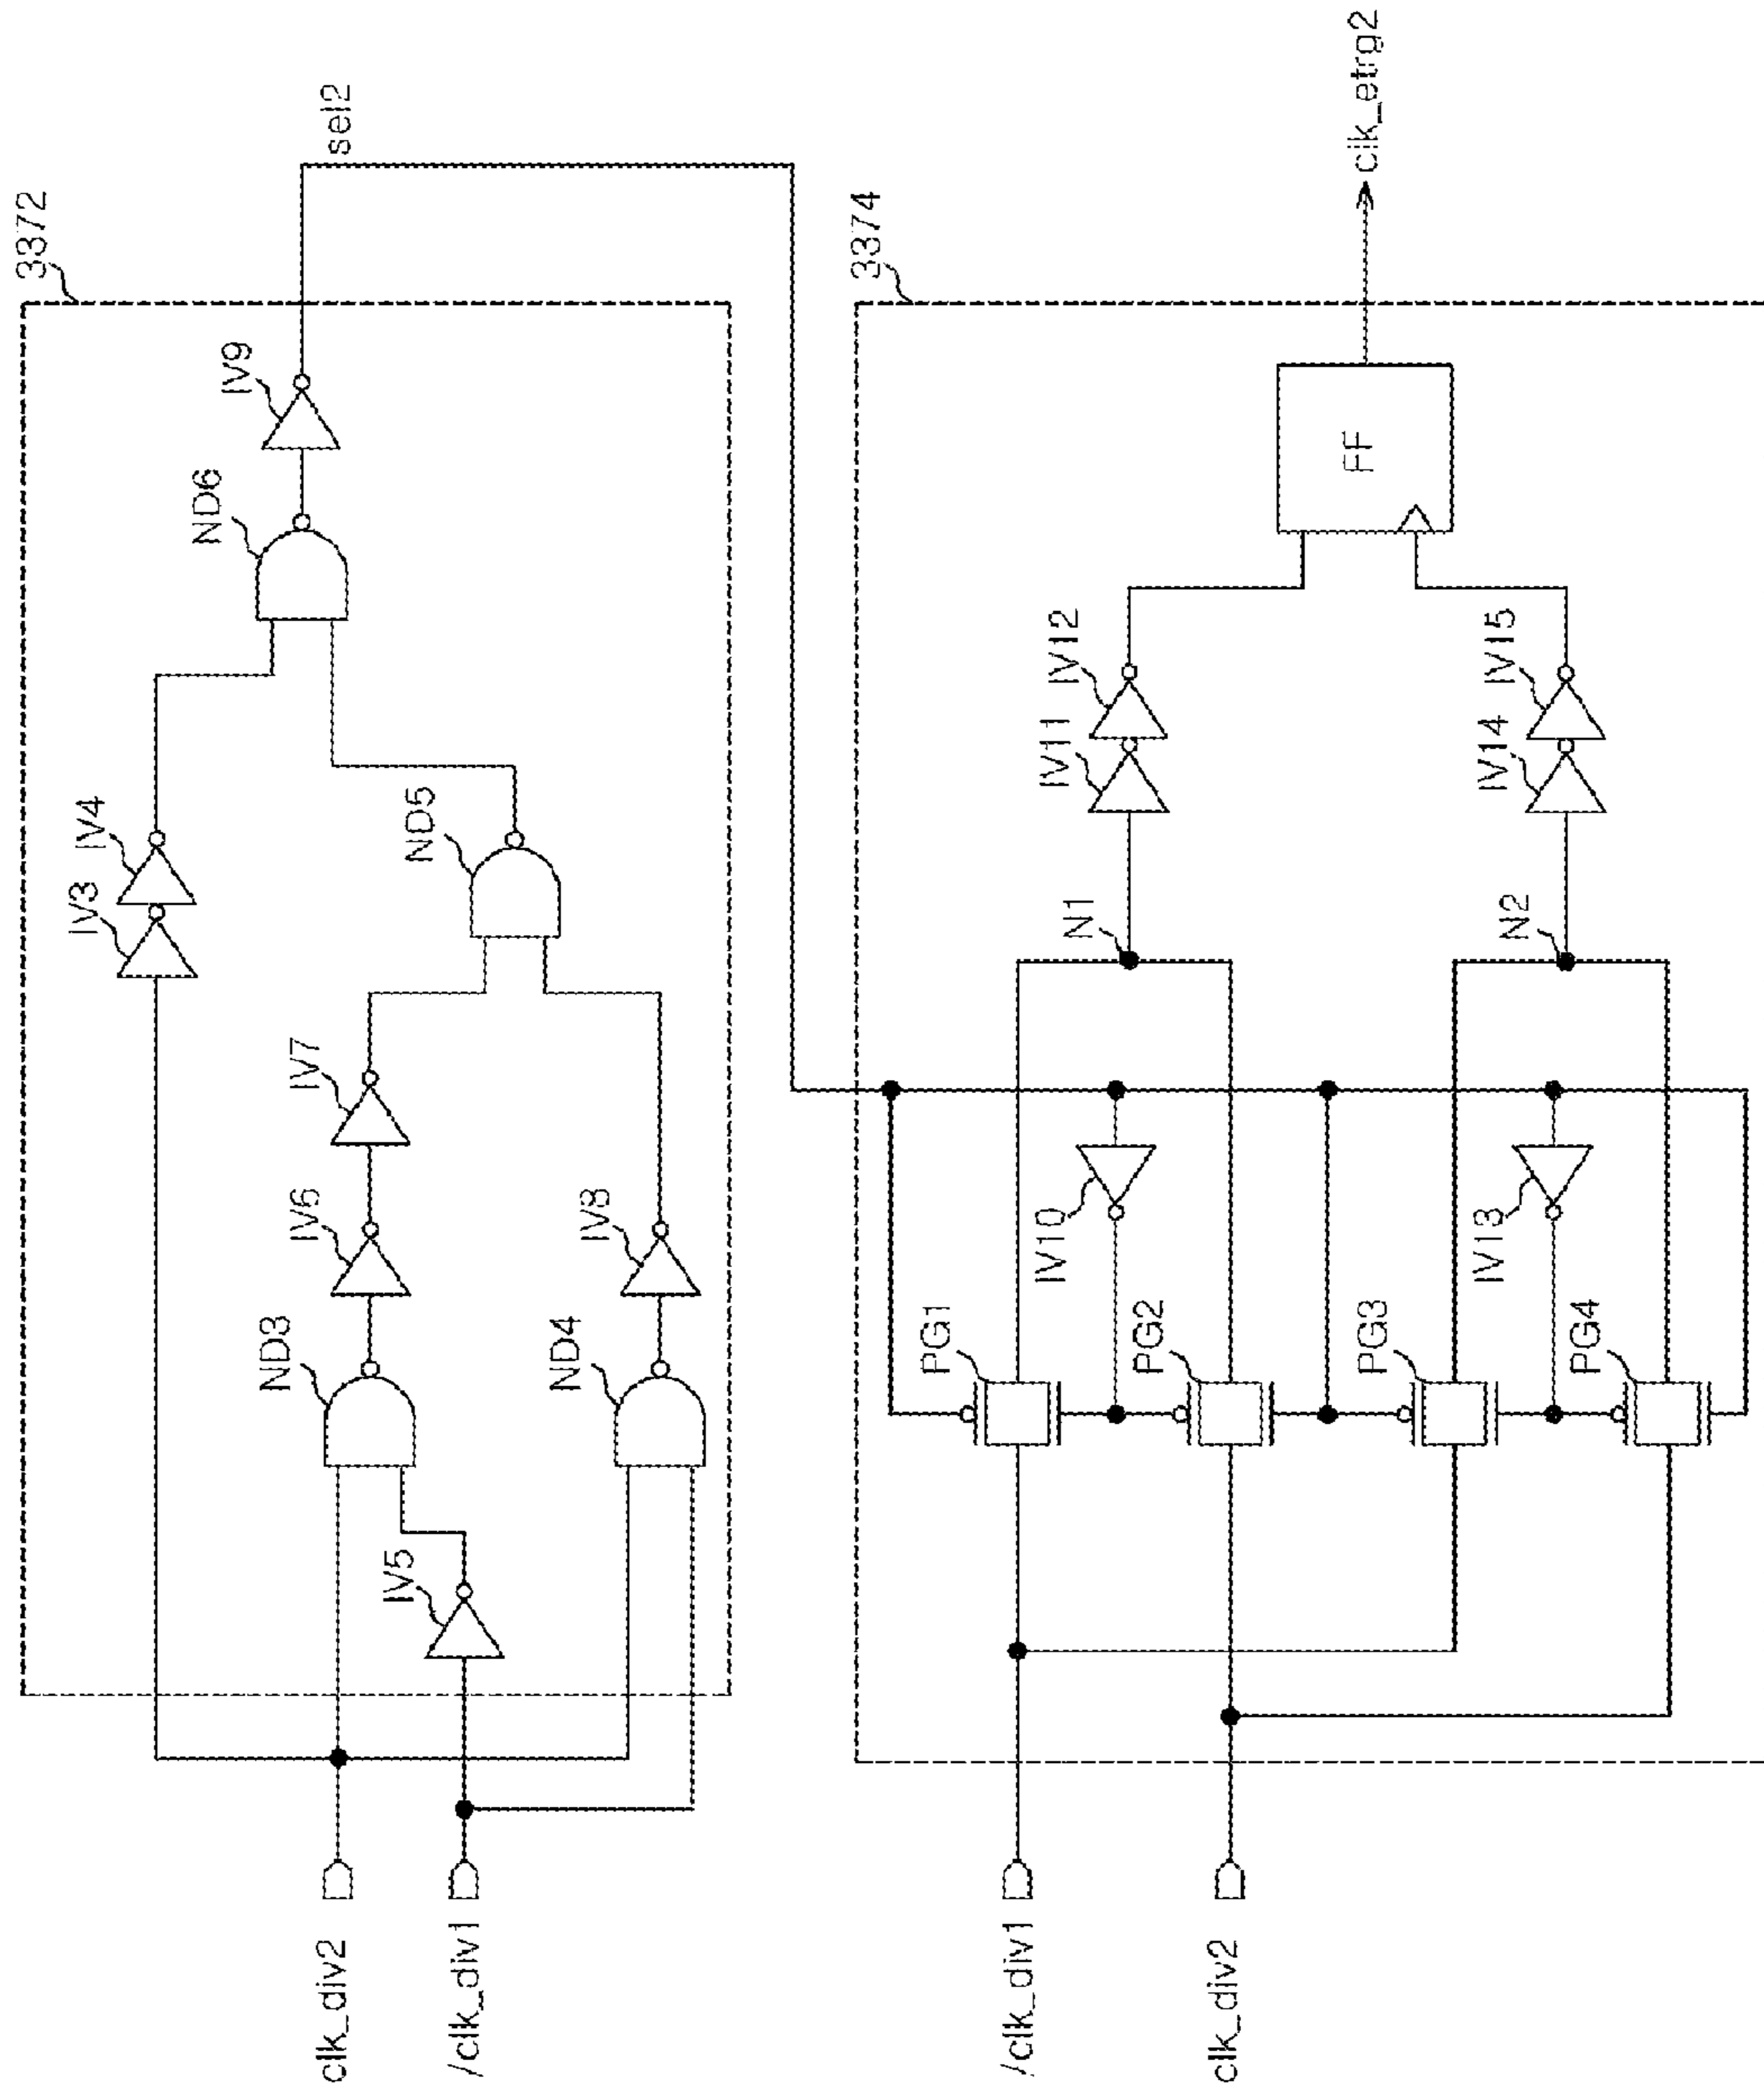 3372
sel2
IV9
ND6
IV4
IV3
ND5
IV7
IV6
ND3
IV8
ND4
IV5
clk_div2
/clk_div1
3374
clk_etrg2
FF
IV12
IV11
IV15
IV14
N1
N2
IV10
IV13
PG1
PG2
PG3
PG4
/clk_div1
clk_div2